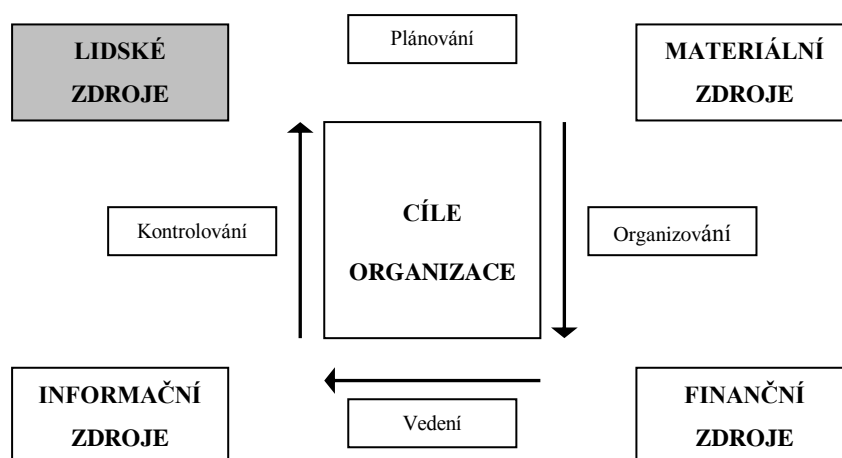 LIDSKÉ
ZDROJE
Plánování
MATERIÁLNÍ
ZDROJE
Kontrolování
CÍLE
ORGANIZACE
Organizování
INFORMAČNÍ
ZDROJE
Vedení
FINANČNÍ
ZDROJE